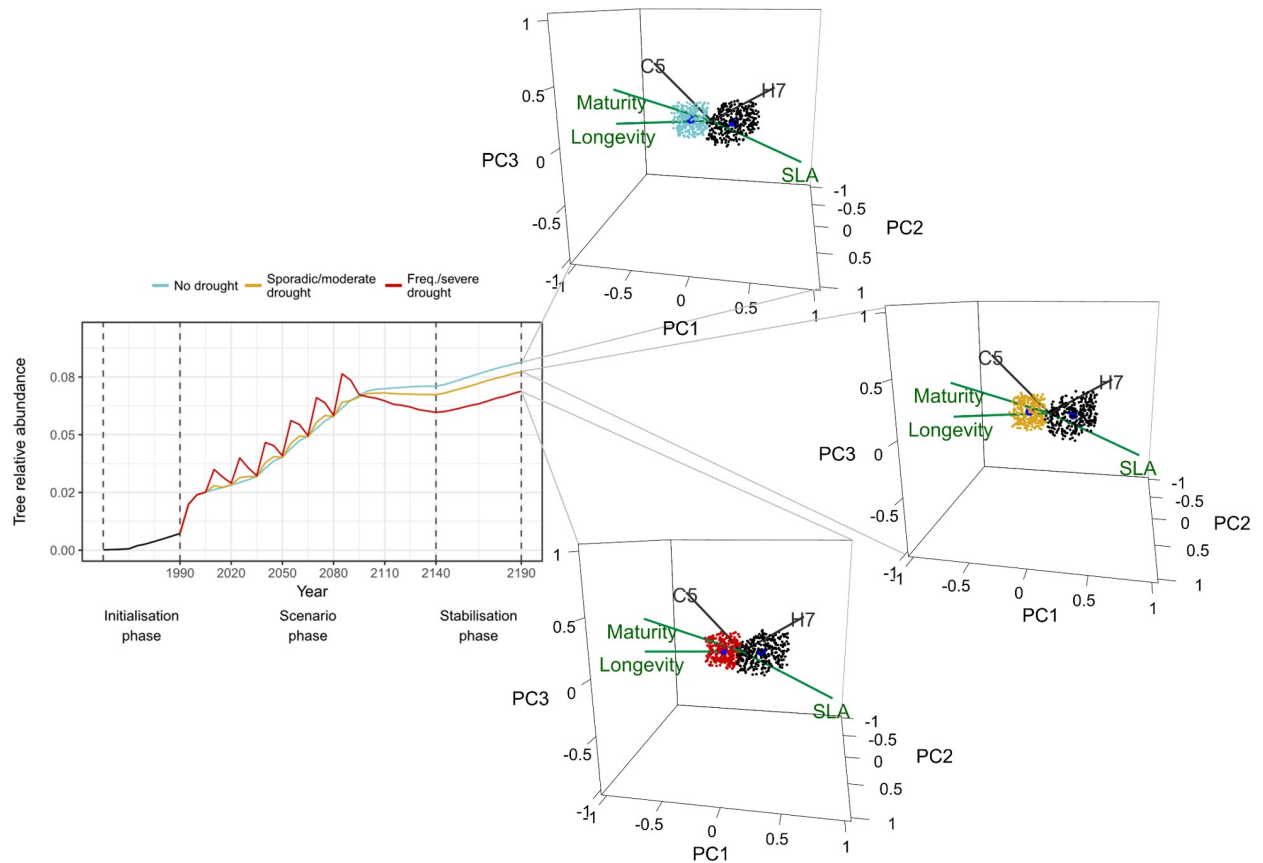 1
C5
H7
0.5
Maturity
Longevity
PC3
0
SLA
-1
-0.5
-0.5
0
PC2
0.5
-1
-1
-0.5
0
0.5
1
1
PC1
No drought
Sporadic/moderate
drought
Freq./severe
drought
Tree relative abundance
0.08
0.05
0.02
0.00
1990 2020 2050 2080 2110 2140 2190
Year
Initialisation
phase
Scenario
phase
Stabilisation
phase
1
C5
H7
0.5
Maturity
Longevity
PC3
0
SLA
-1
-0.5
-0.5
0
PC2
0.5
-1
-1
-0.5
0
0.5
1
1
PC1
1
C5
H7
0.5
Maturity
Longevity
PC3
0
SLA
-1
-0.5
-0.5
0
PC2
0.5
-1
-1
-0.5
0
0.5
1
1
PC1